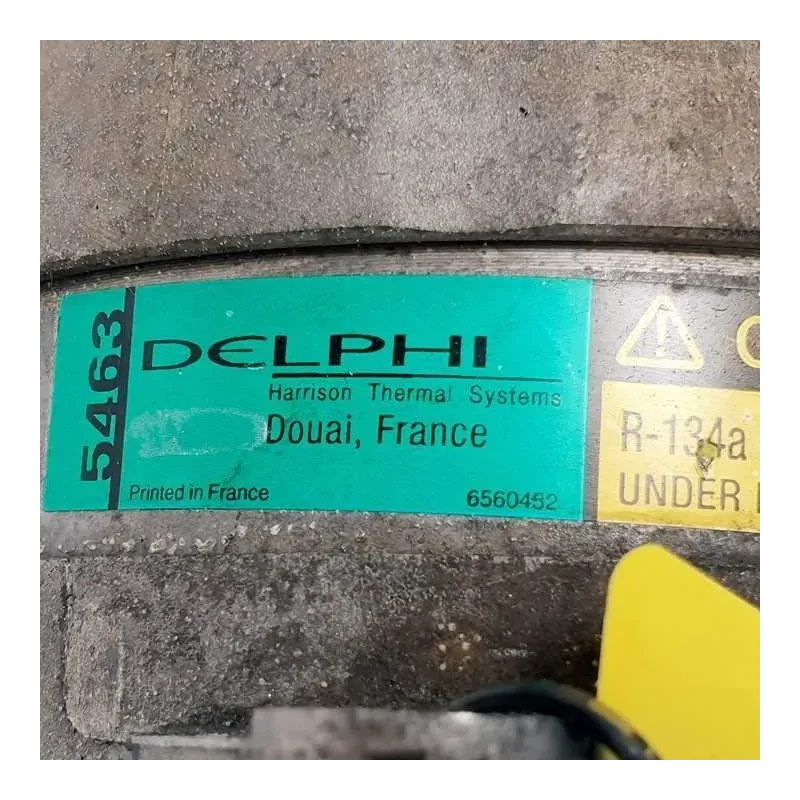 5463
DELPHI
Harrison Thermal Systems
Douai, France
Printed in France
6560452
R-134a
UNDER